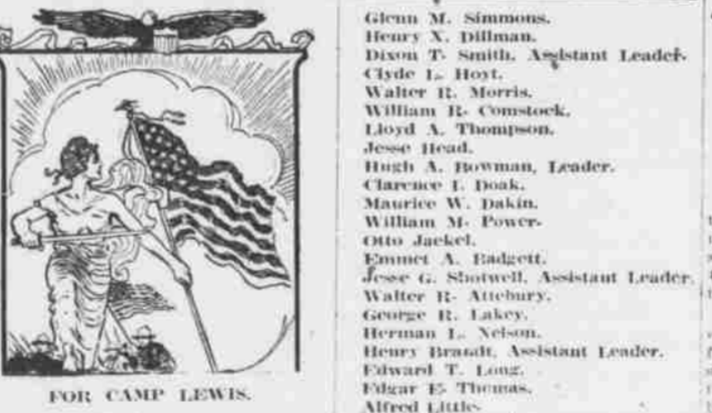 FOR CAMP LEWIS.
Glenn M. Simmons.
Henry X. Dillman.
Dixon T. Smith, Assistant Leader.
Clyde L. Hoyt.
Walter R. Morris.
William R. Comstock.
Lloyd A. Thompson.
Jesse Head.
Hugh A. Bowman, Leader.
Clarence I. Doak.
Maurice W. Dakin.
William M. Power.
Otto Jackel.
Emmet A. Badgett.
Jesse G. Shotwell, Assistant Leader.
Walter R. Attebury.
George R. Lakey.
Herman L. Nelson.
Henry Brandt, Assistant Leader.
Edward T. Long.
Edgar E. Thomas.
Alfred Little.